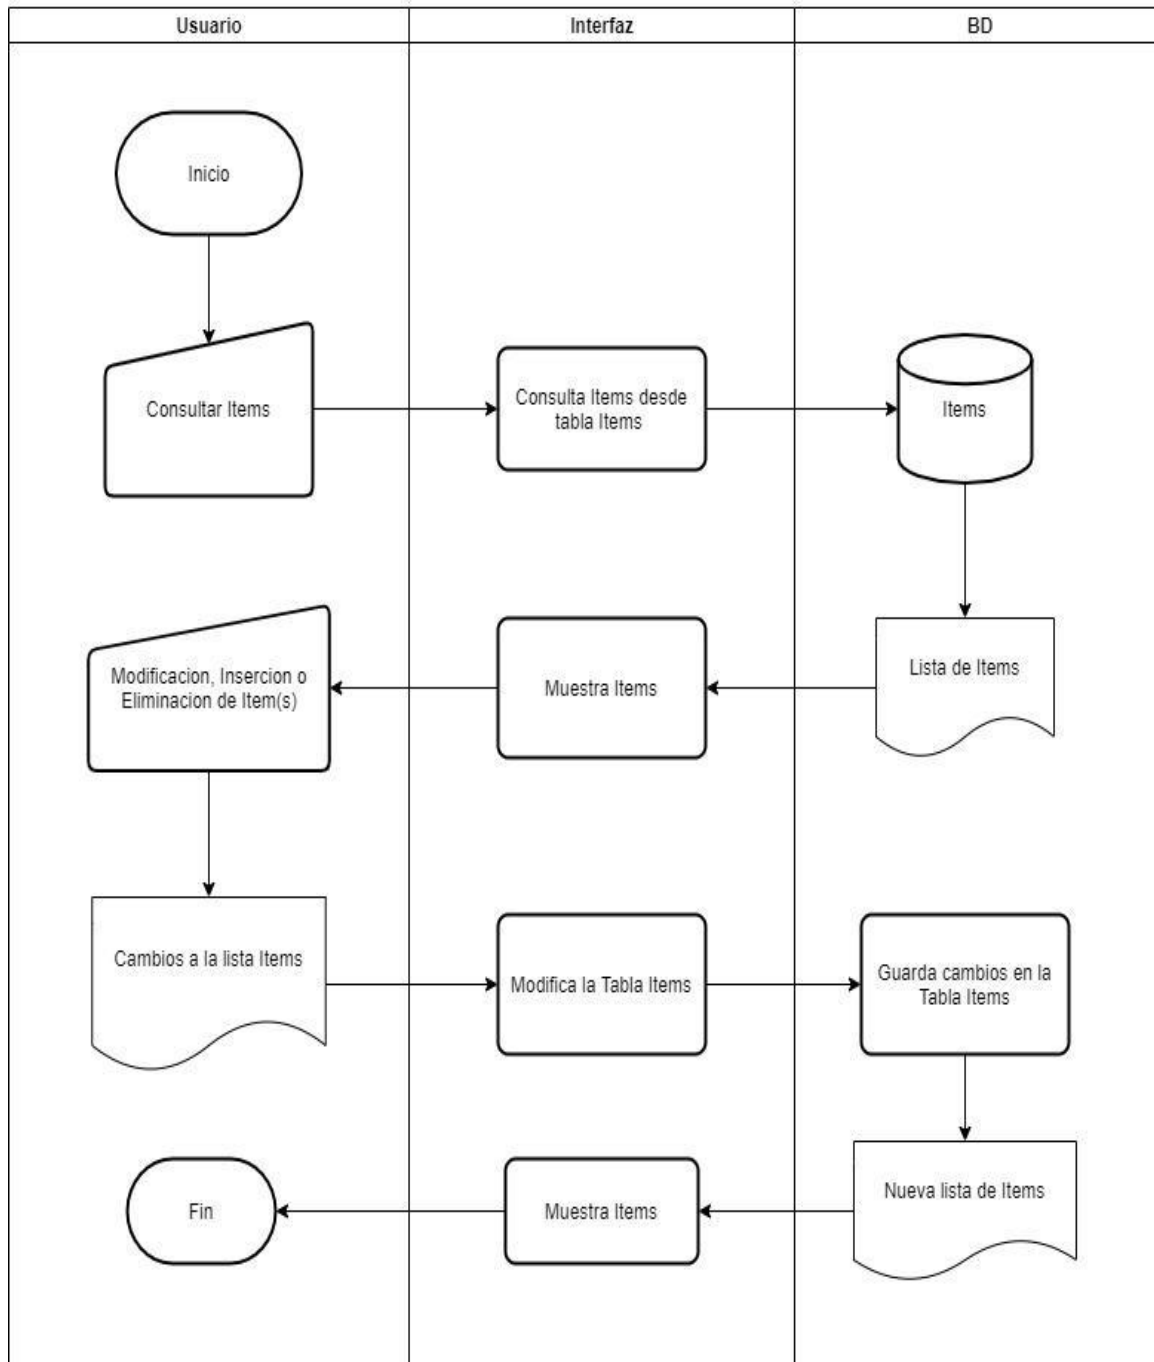 Usuario
Interfaz
BD
Inicio
Consultar Items
Consulta Items desde
tabla Items
Items
Modificacion, Insercion o
Eliminacion de Item(s)
Muestra Items
Lista de Items
Cambios a la lista Items
Modifica la Tabla Items
Guarda cambios en la
Tabla Items
Fin
Muestra Items
Nueva lista de Items